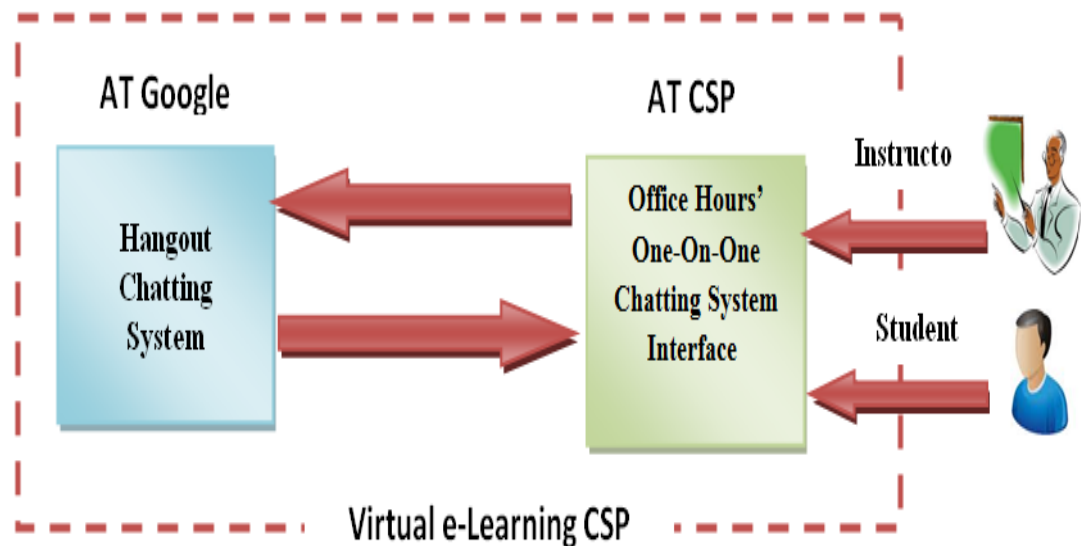 AT Google
AT CSP
Hangout
Chatting
System
Office Hours’
One-On-One
Chatting System
Interface
Instructo
Student
Virtual e-Learning CSP